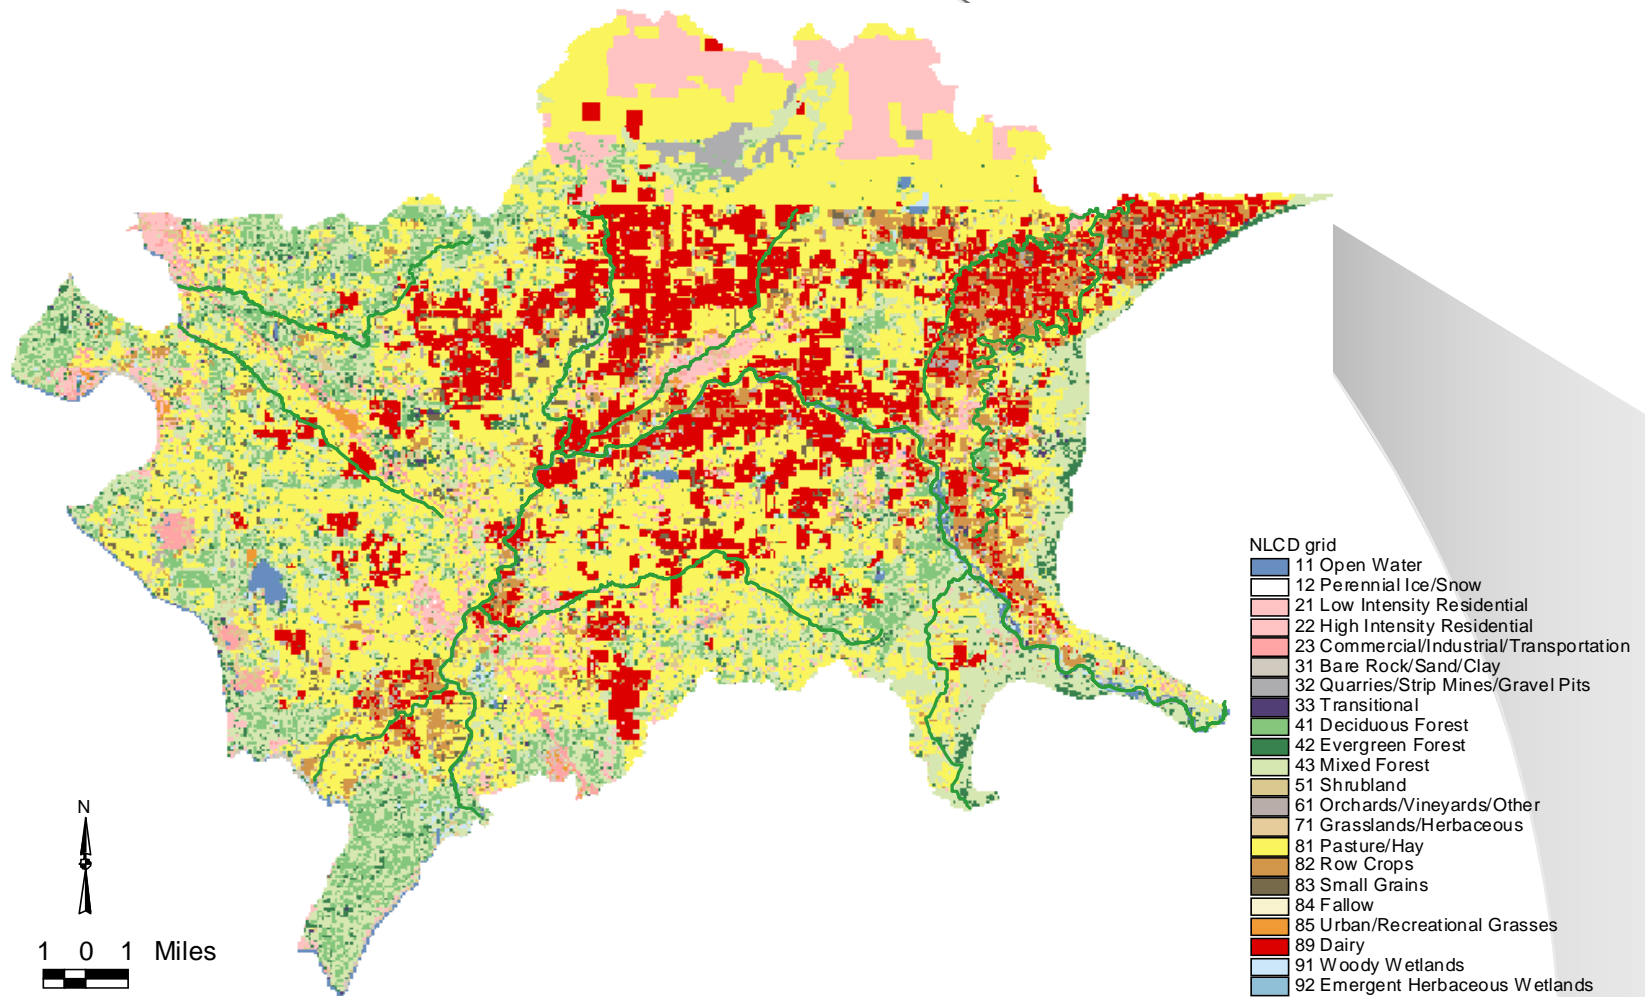 NLCD grid
11 Open Water
12 Perennial Ice/Snow
21 Low Intensity Residential
22 High Intensity Residential
23 Commercial/Industrial/Transportation
31 Bare Rock/Sand/Clay
32 Quarries/Strip Mines/Gravel Pits
33 Transitional
41 Deciduous Forest
42 Evergreen Forest
43 Mixed Forest
51 Shrubland
61 Orchards/Vineyards/Other
71 Grasslands/Herbaceous
81 Pasture/Hay
82 Row Crops
83 Small Grains
84 Fallow
85 Urban/Recreational Grasses
89 Dairy
91 Woody Wetlands
92 Emergent Herbaceous Wetlands
N
1 0 1 Miles